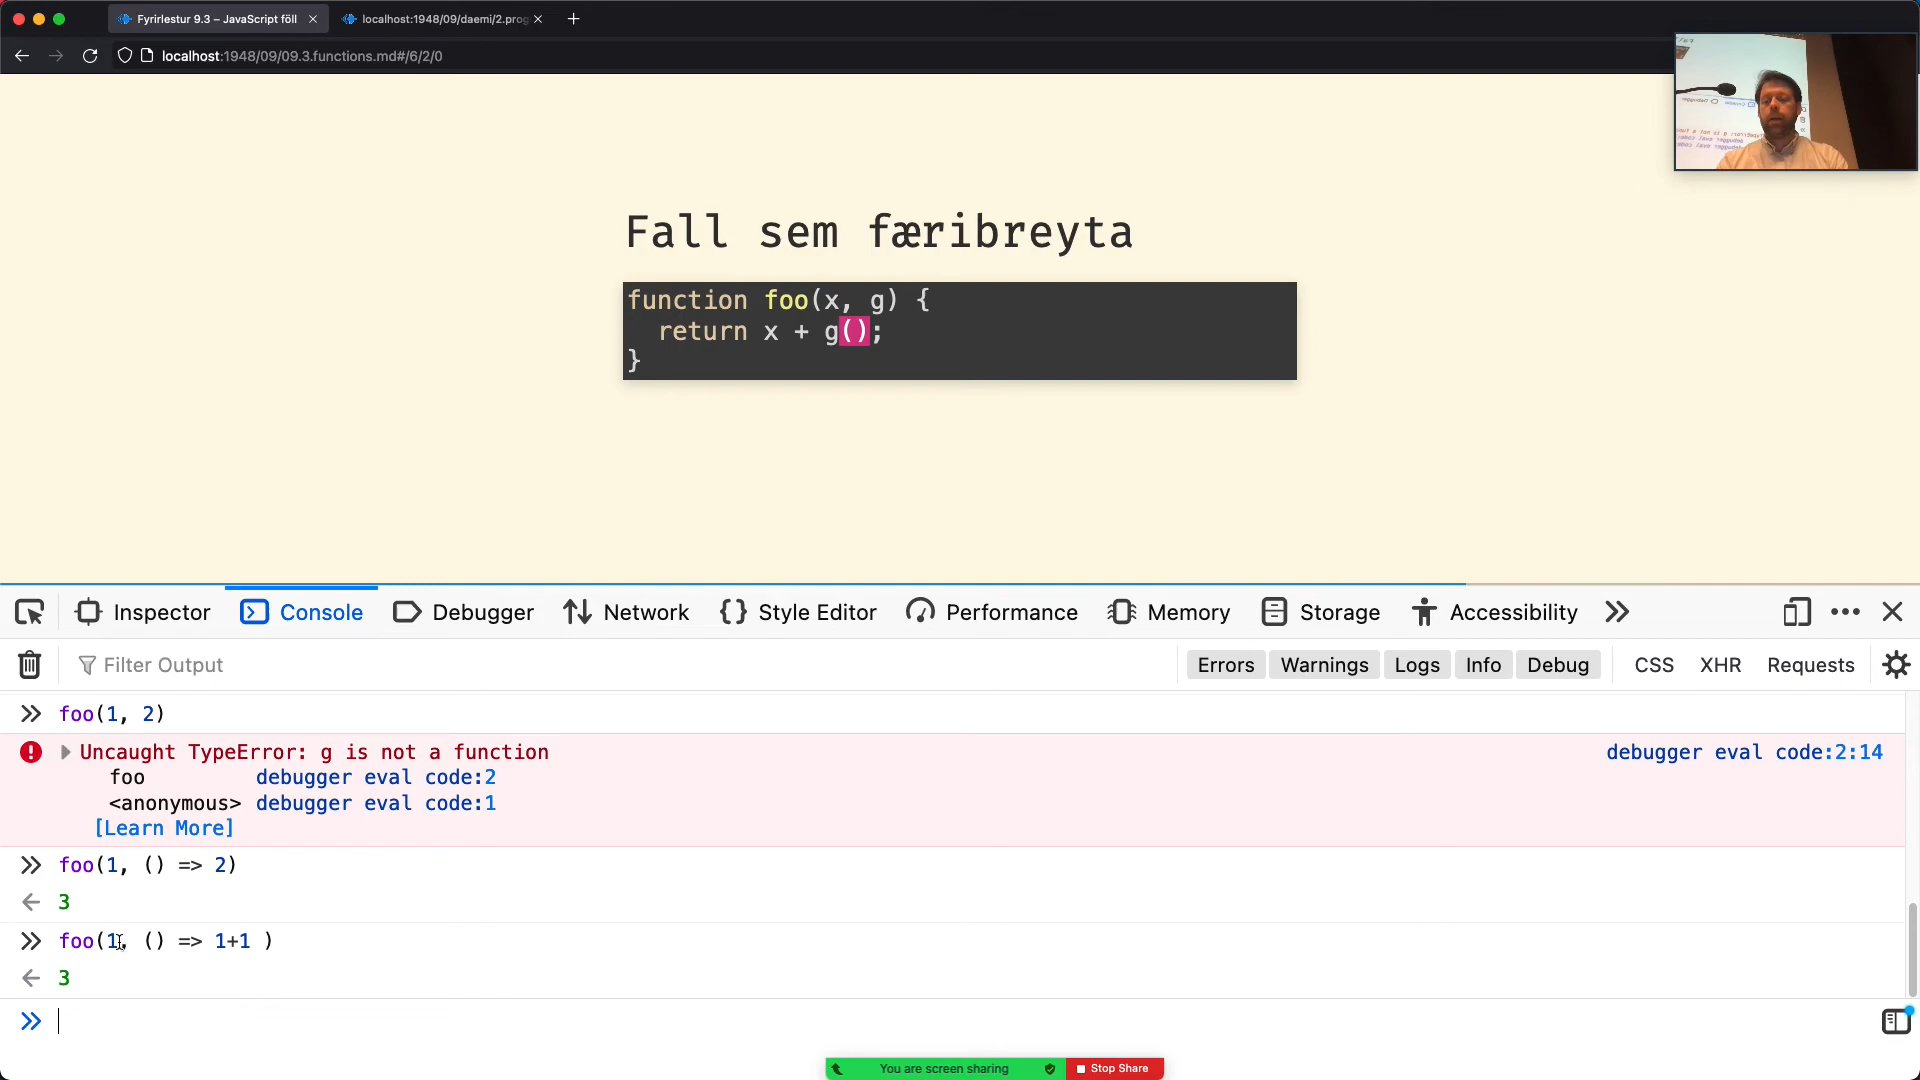 Fyrirlestur 9.3 – JavaScript föll
localhost:1948/09/daemi/2.prog
localhost:1948/09/09.3.functions.md#/6/2/0
Fall sem færibreyta
function foo(x, g) {
return x + g();
}
Inspector Console Debugger Network Style Editor Performance Memory Storage Accessibility
Filter Output Errors Warnings Logs Info Debug CSS XHR Requests
foo(1, 2)
Uncaught TypeError: g is not a function debugger eval code:2:14
foo debugger eval code:2
<anonymous> debugger eval code:1
[Learn More]
foo(1, () => 2)
3
foo(1, () => 1+1 )
3
You are screen sharing Stop Share